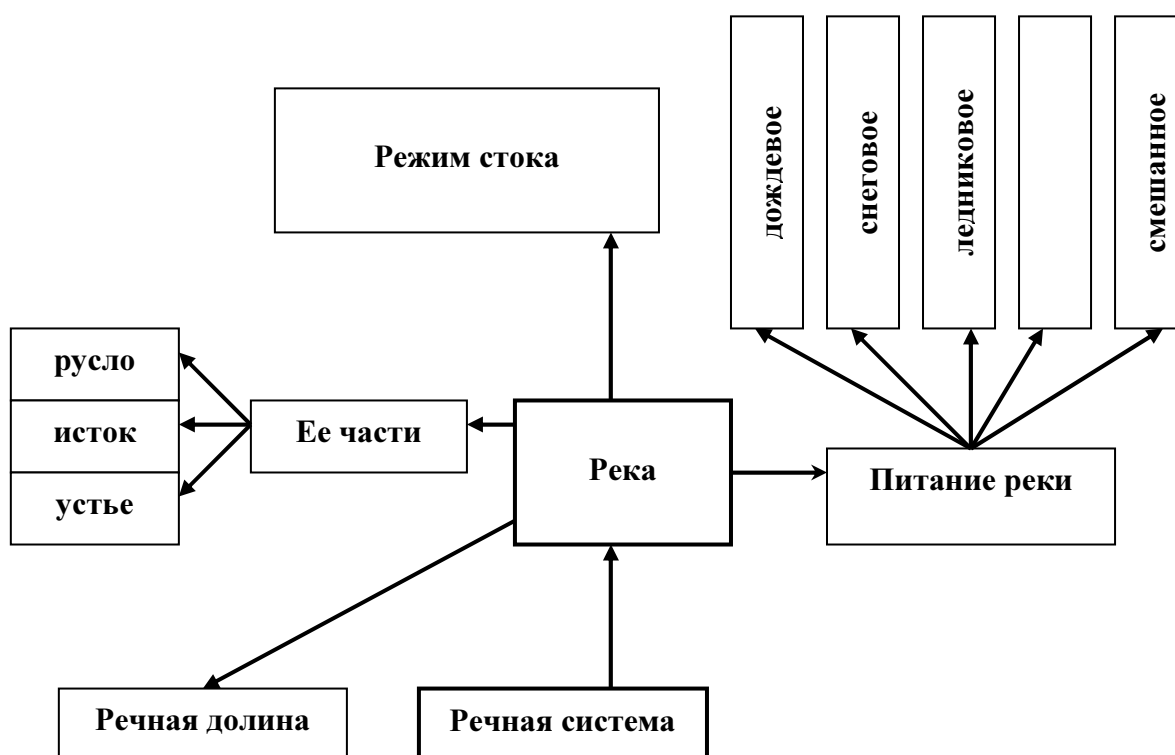 дождевое
снеговое
ледниковое
смешанное
Режим стока
русло
исток
устье
Ее части
Река
Питание реки
Речная долина
Речная система